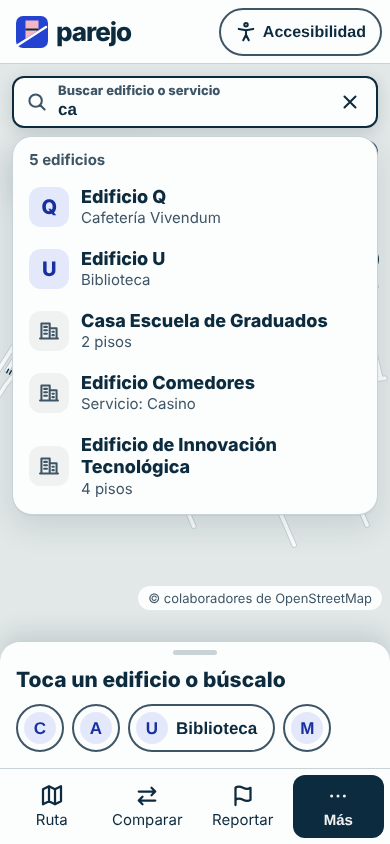 parejo
Accesibilidad
Buscar edificio o servicio
ca
5 edificios
Q
Edificio Q
Cafetería Vivendum
U
Edificio U
Biblioteca
Casa Escuela de Graduados
2 pisos
Edificio Comedores
Servicio: Casino
Edificio de Innovación
Tecnológica
4 pisos
© colaboradores de OpenStreetMap
Toca un edificio o búscalo
C
A
U Biblioteca
M
Ruta
Comparar
Reportar
Más